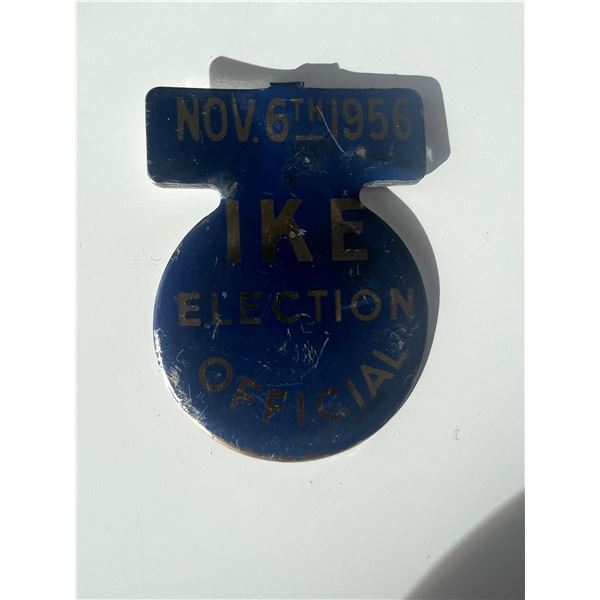 NOV. 6TH 1956
IKE
ELECTION
OFFICIAL